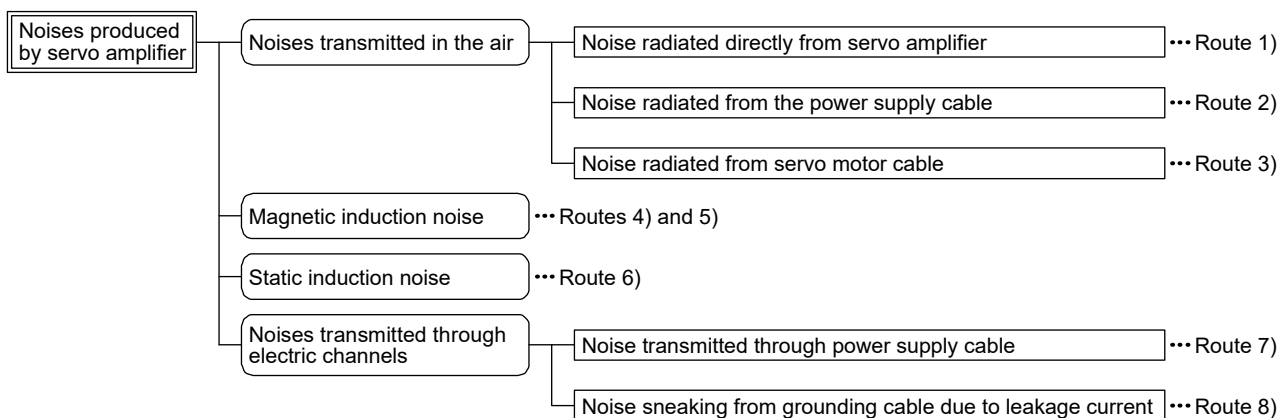 Noises produced
by servo amplifier
Noises transmitted in the air
Noise radiated directly from servo amplifier
••• Route 1)
Noise radiated from the power supply cable
••• Route 2)
Noise radiated from servo motor cable
••• Route 3)
Magnetic induction noise
••• Routes 4) and 5)
Static induction noise
••• Route 6)
Noises transmitted through
electric channels
Noise transmitted through power supply cable
••• Route 7)
Noise sneaking from grounding cable due to leakage current
••• Route 8)